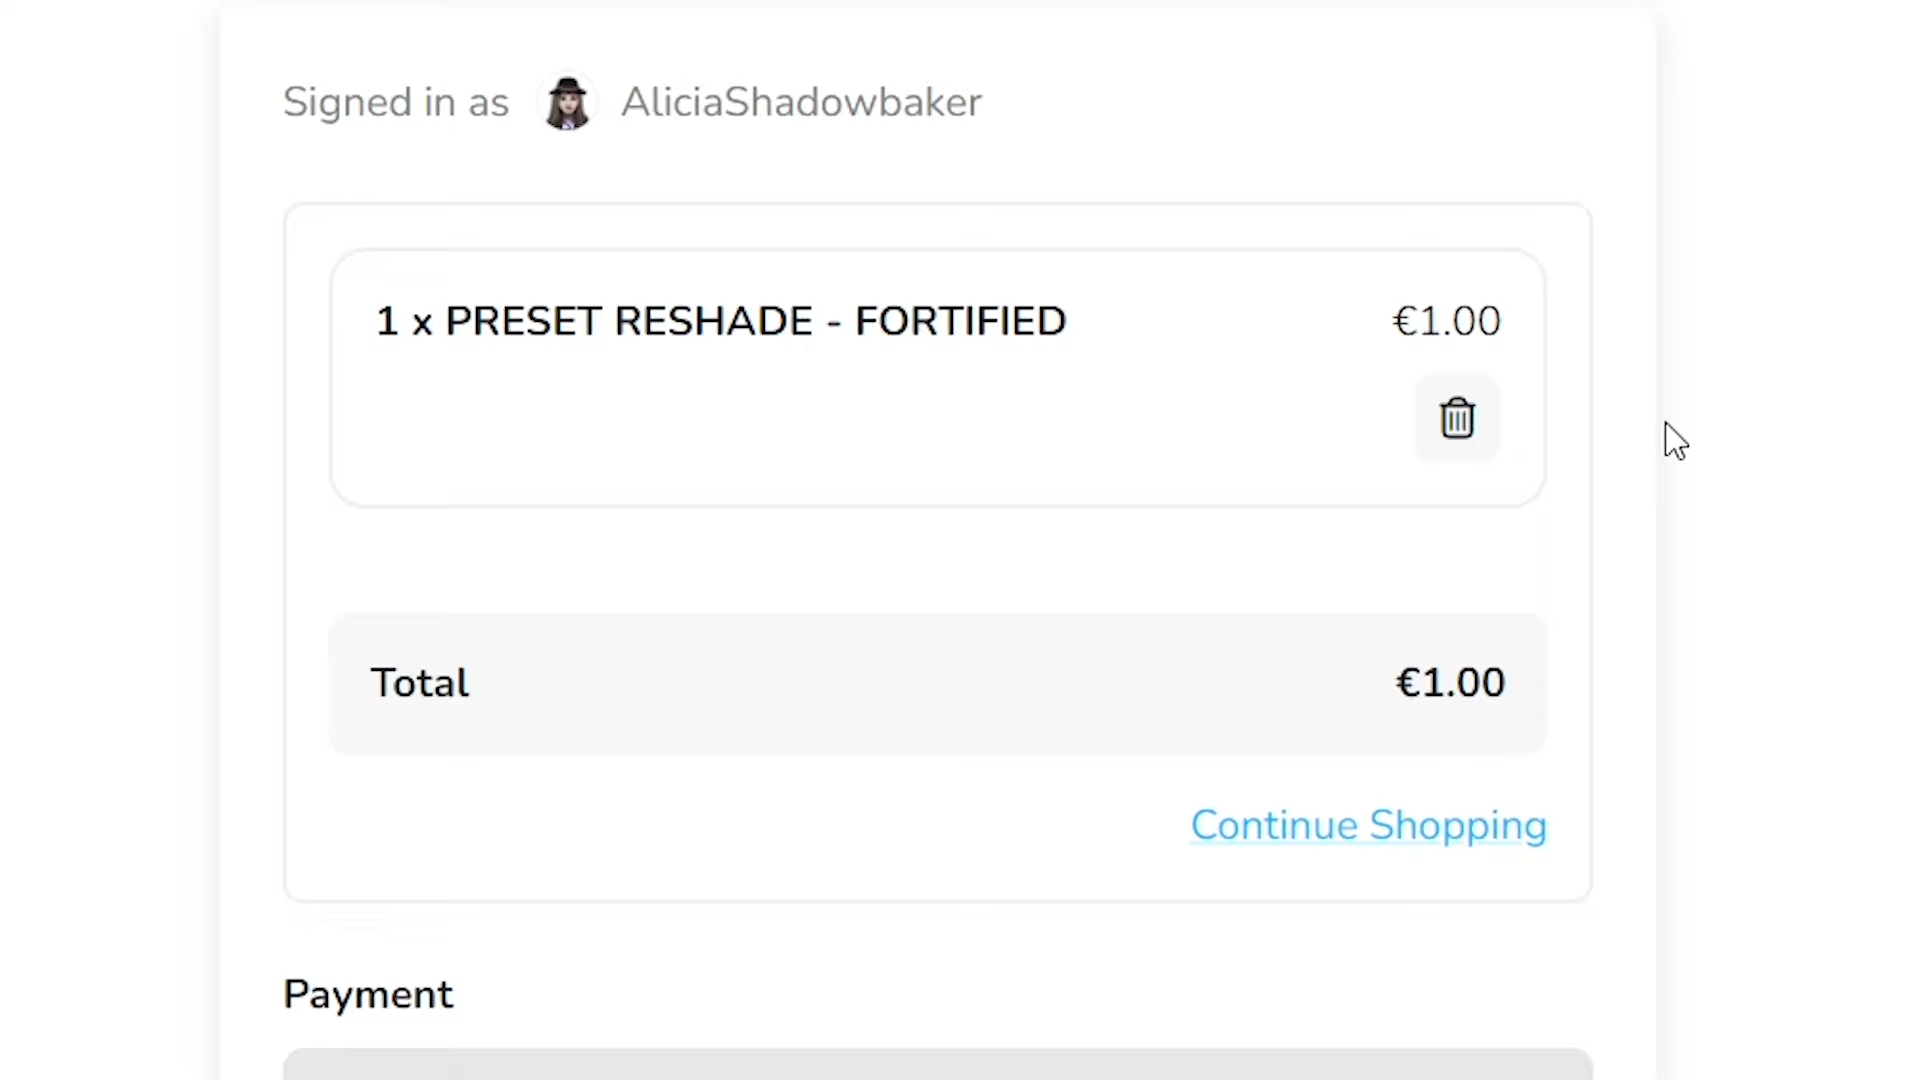 Signed in as AliciaShadowbaker
1 x PRESET RESHADE - FORTIFIED €1.00
Total €1.00
Continue Shopping
Payment